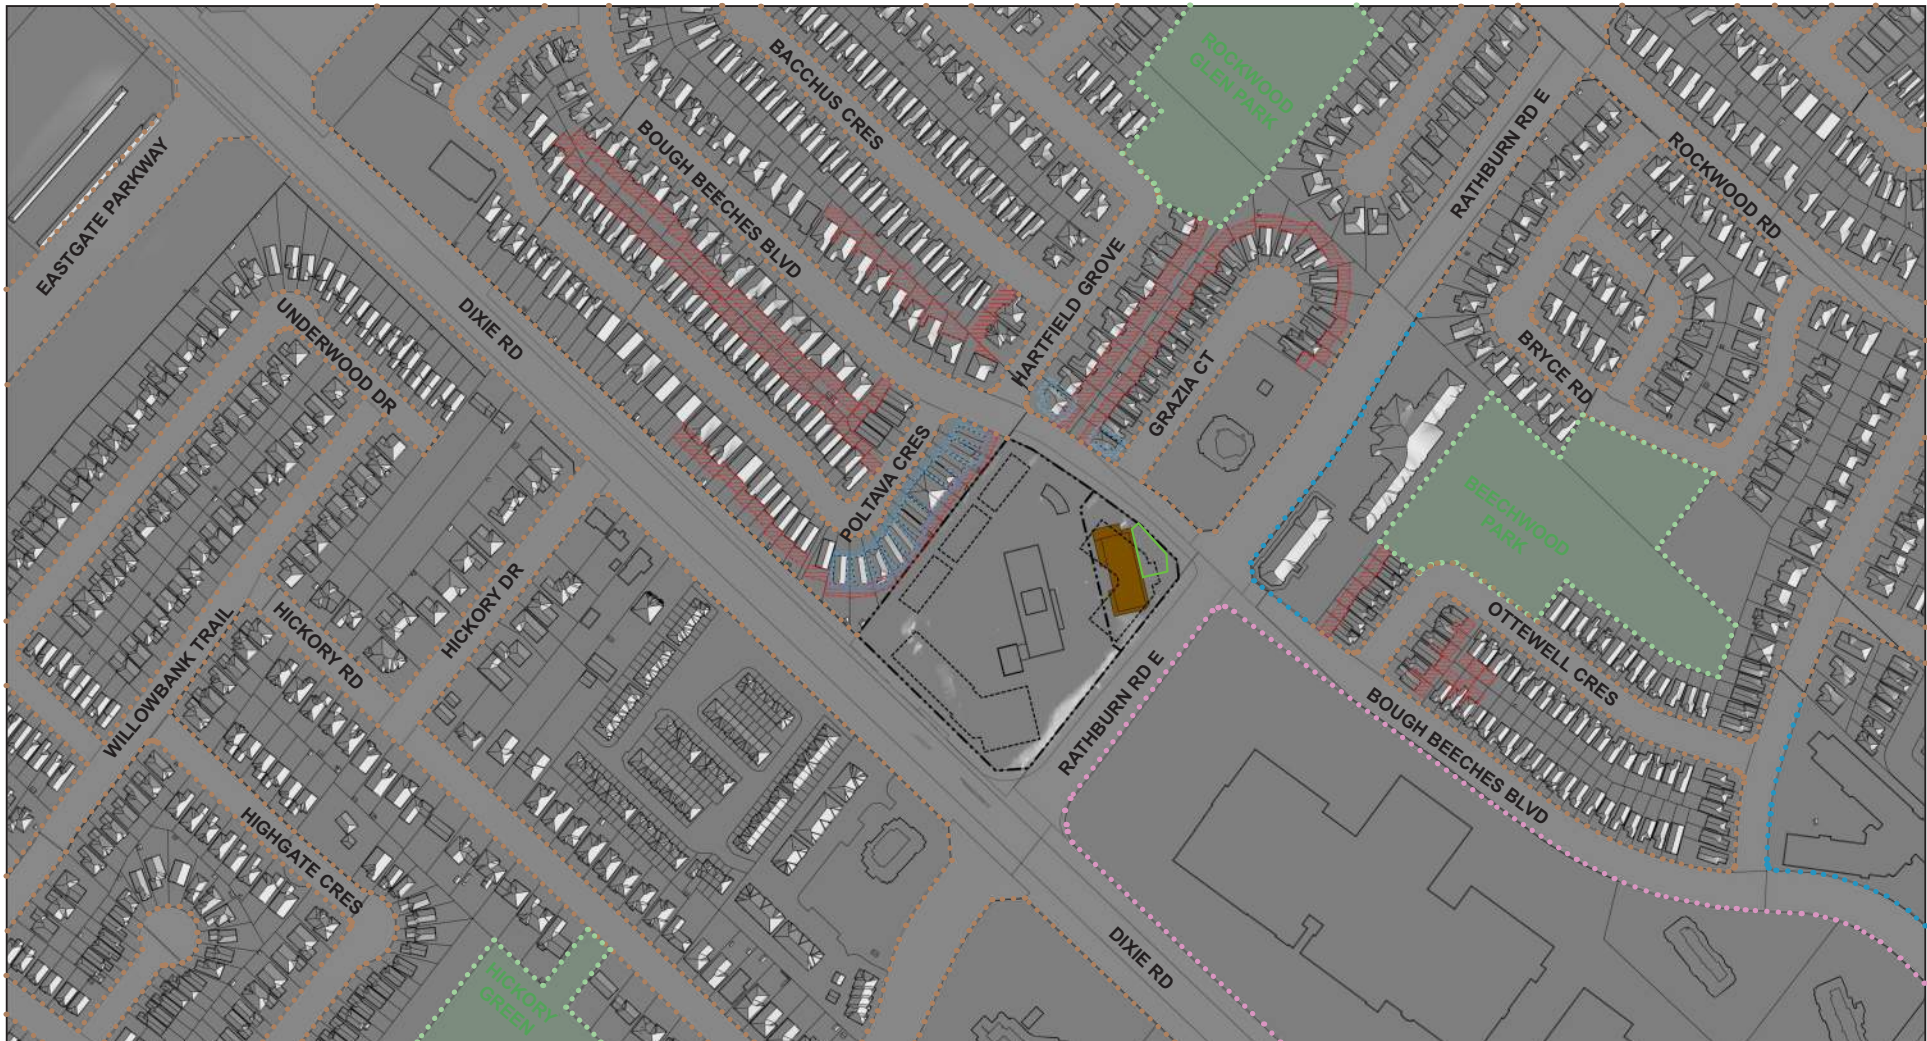 BACCHUS CRES
ROCKWOOD
GLEN PARK
RATHBURN RD E
ROCKWOOD RD
BOUGH BEECHES BLVD
EASTGATE PARKWAY
HARTFIELD GROVE
UNDERWOOD DR
DIXIE RD
BRYCE RD
GRAZIA CT
POLTAVA CRES
BEECHWOOD
PARK
HICKORY DR
OTTEWELL CRES
HICKORY RD
WILLOWBANK TRAIL
RATHBURN RD E
BOUGH BEECHES BLVD
HIGHGATE CRES
DIXIE RD
HICKORY
GREEN